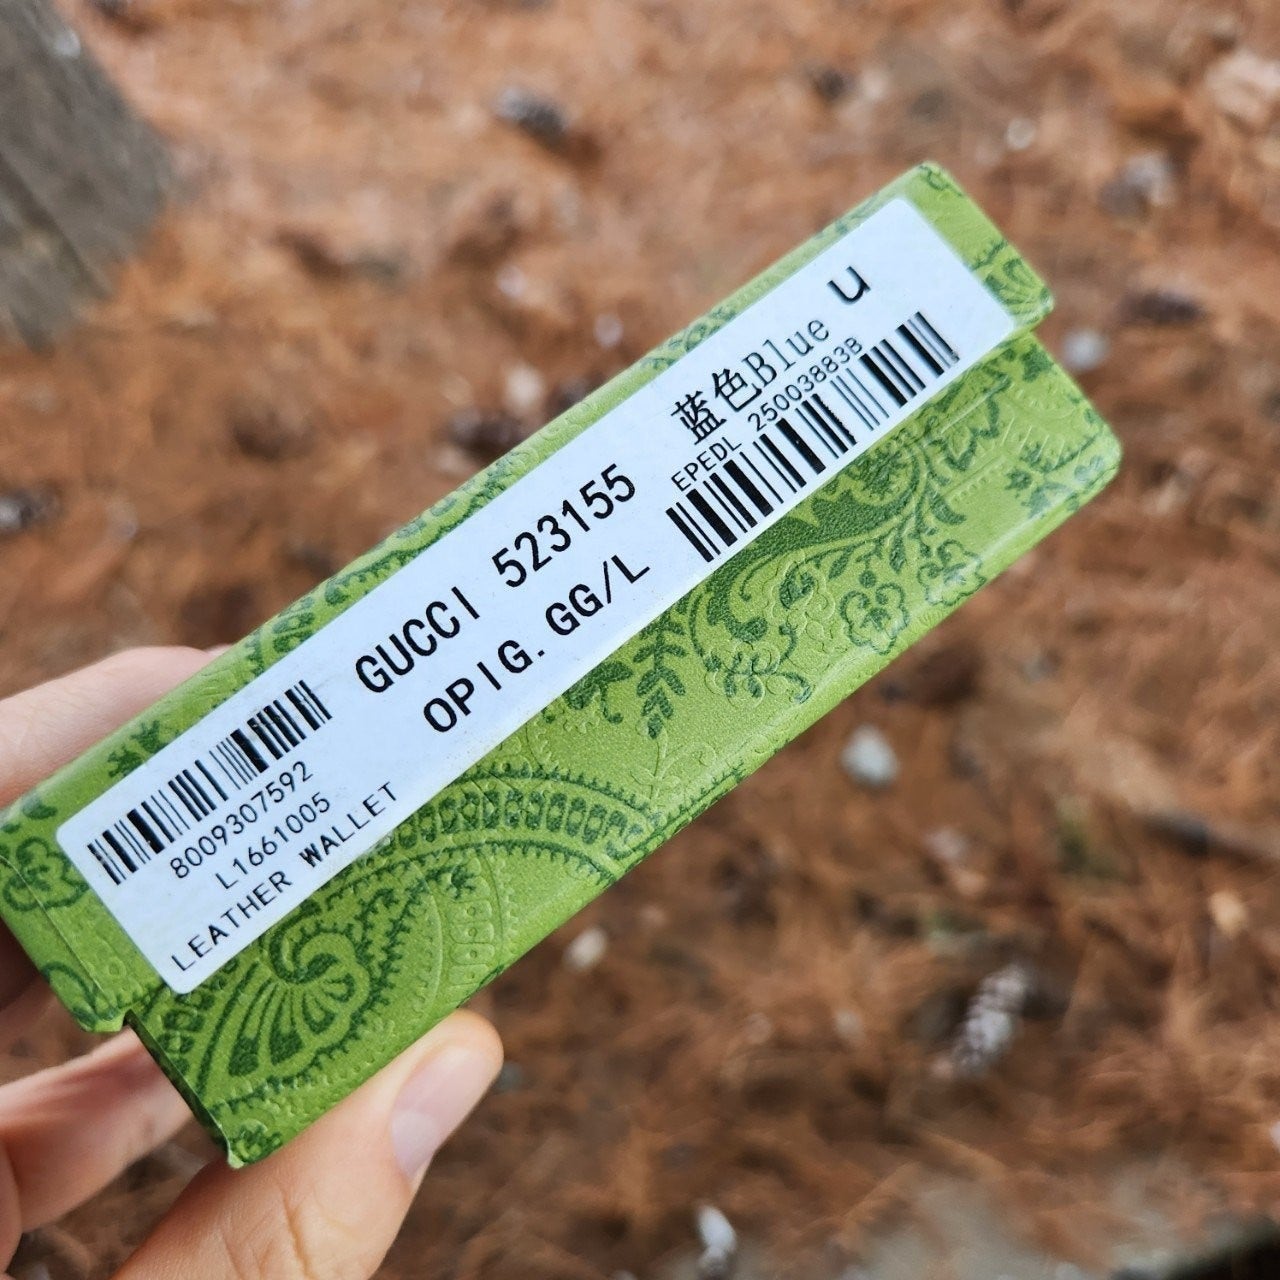 GUCCI 523155
OPIG. GG/L
8009307592
L1661005
LEATHER WALLET
蓝色Blue u
EPEDL 25003883B